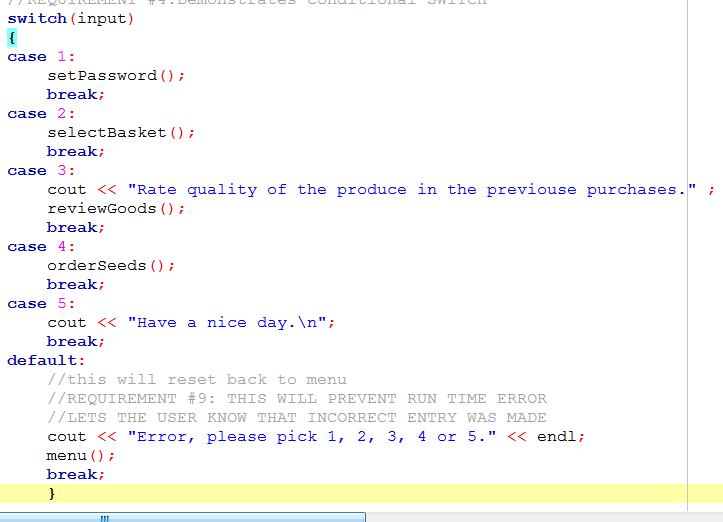 //REQUIREMENT #4:Demonstrates conditional Switch
switch(input)
{
case 1:
    setPassword();
    break;
case 2:
    selectBasket();
    break;
case 3:
    cout << "Rate quality of the produce in the previouse purchases." ;
    reviewGoods();
    break;
case 4:
    orderSeeds();
    break;
case 5:
    cout << "Have a nice day.\n";
    break;
default:
    //this will reset back to menu
    //REQUIREMENT #9: THIS WILL PREVENT RUN TIME ERROR
    //LETS THE USER KNOW THAT INCORRECT ENTRY WAS MADE
    cout << "Error, please pick 1, 2, 3, 4 or 5." << endl;
    menu();
    break;
    }